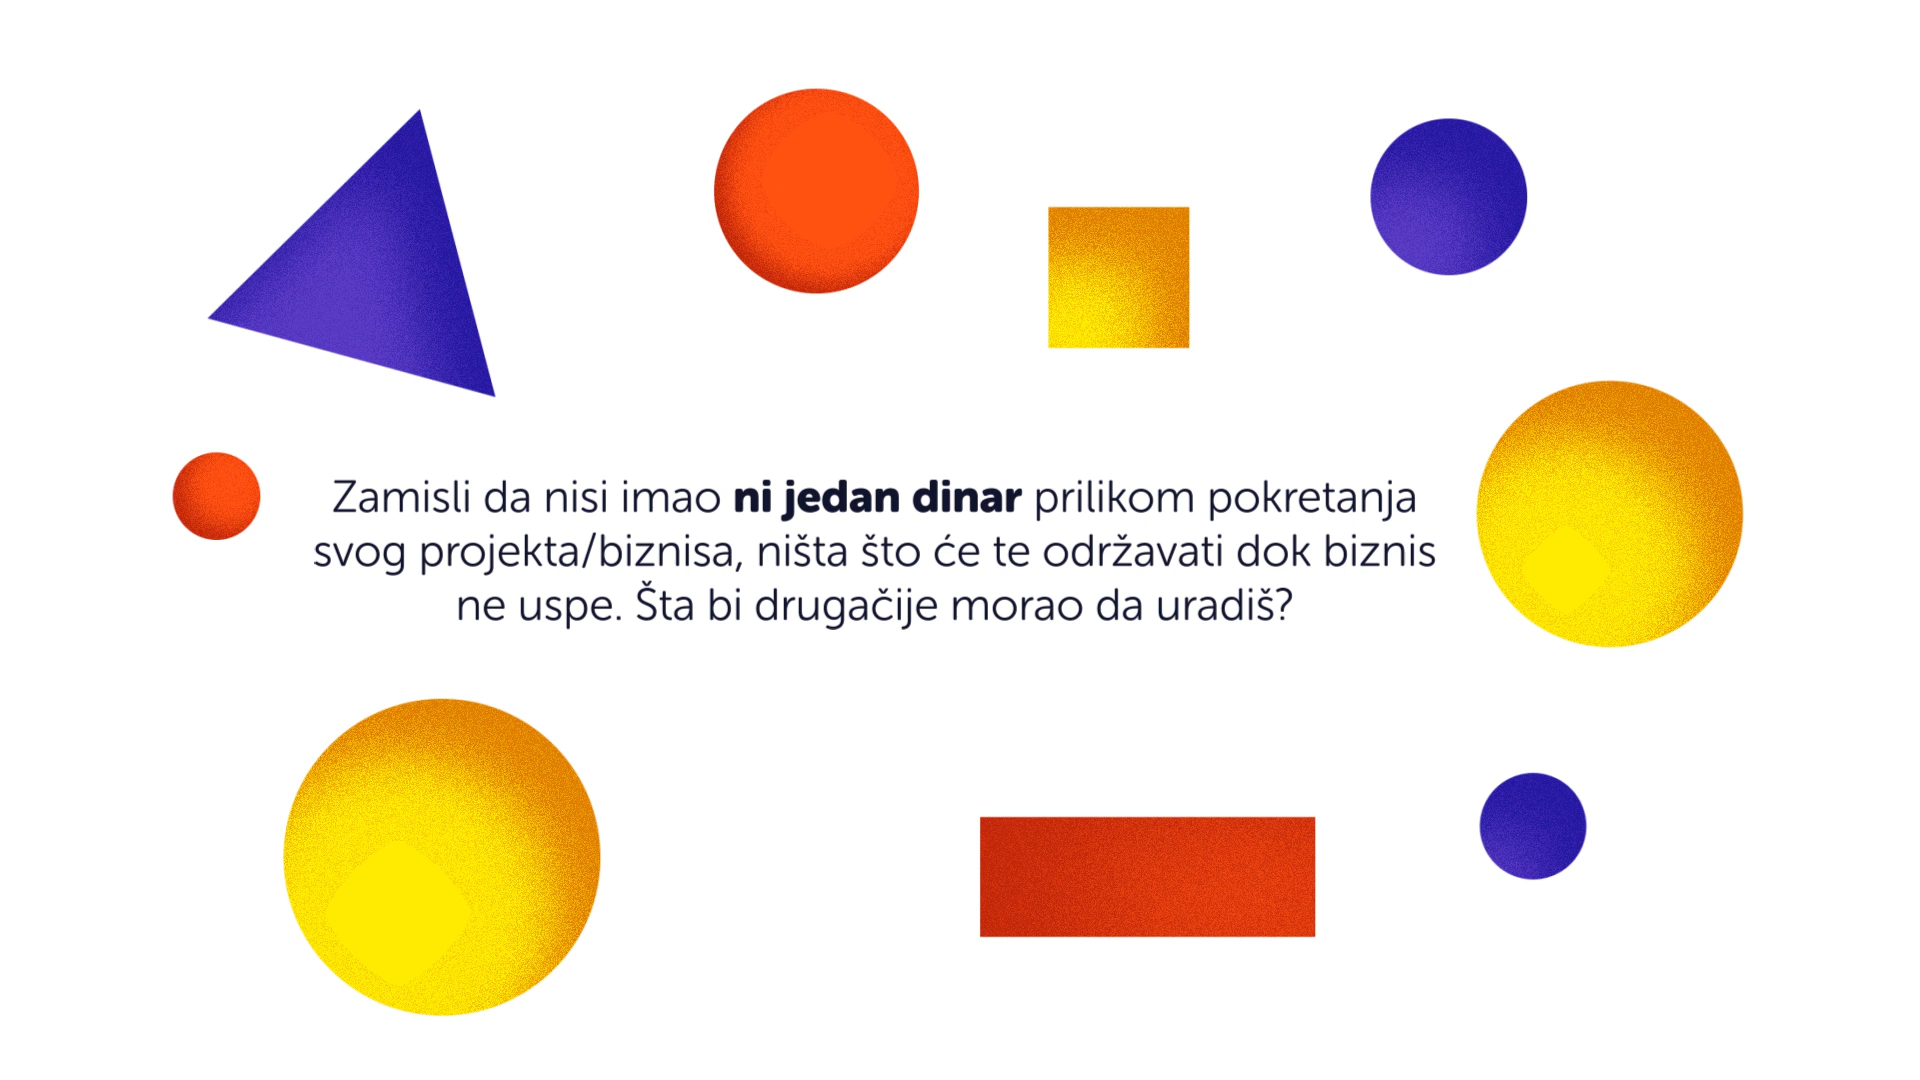 Zamisli da nisi imao ni jedan dinar prilikom pokretanja
svog projekta/biznisa, ništa što će te održavati dok biznis
ne uspe. Šta bi drugačije morao da uradiš?